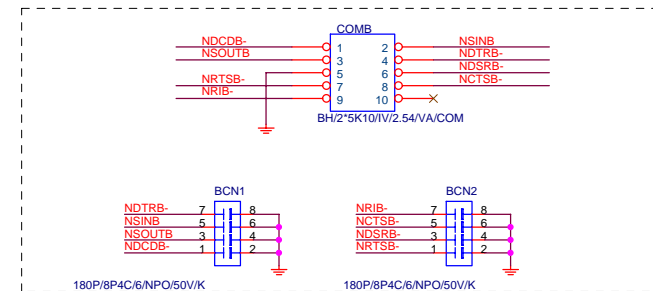 COMB
NDCDB- 1 2 NSINB
NSOUTB 3 4 NDTRB-
5 6 NDSRB-
NRTSB- 7 8 NCTSB-
NRIB- 9 10
BH/2*5K10/IV/2.54/VA/COM
BCN1
NDTRB- 7 8
NSINB 5 6
NSOUTB 3 4
NDCDB- 1 2
180P/8P4C/6/NPO/50V/K
BCN2
NRIB- 7 8
NCTSB- 5 6
NDSRB- 3 4
NRTSB- 1 2
180P/8P4C/6/NPO/50V/K